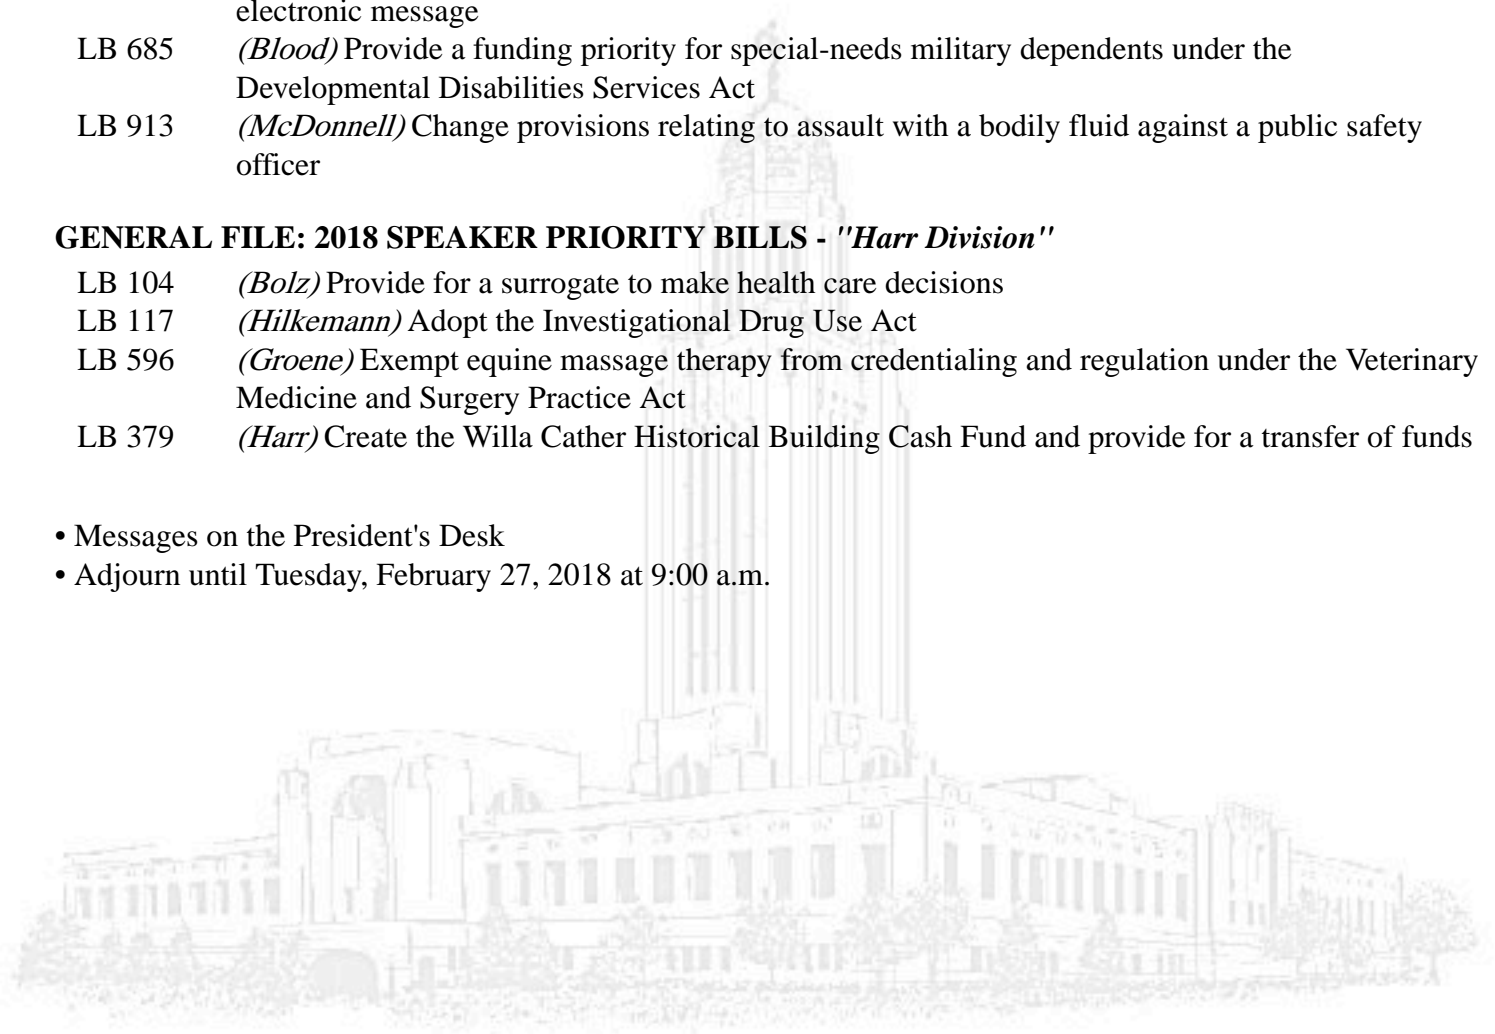 electronic message
LB 685 (Blood) Provide a funding priority for special-needs military dependents under the
Developmental Disabilities Services Act
LB 913 (McDonnell) Change provisions relating to assault with a bodily fluid against a public safety
officer
GENERAL FILE: 2018 SPEAKER PRIORITY BILLS - "Harr Division"
LB 104 (Bolz) Provide for a surrogate to make health care decisions
LB 117 (Hilkemann) Adopt the Investigational Drug Use Act
LB 596 (Groene) Exempt equine massage therapy from credentialing and regulation under the Veterinary
Medicine and Surgery Practice Act
LB 379 (Harr) Create the Willa Cather Historical Building Cash Fund and provide for a transfer of funds
• Messages on the President's Desk
• Adjourn until Tuesday, February 27, 2018 at 9:00 a.m.